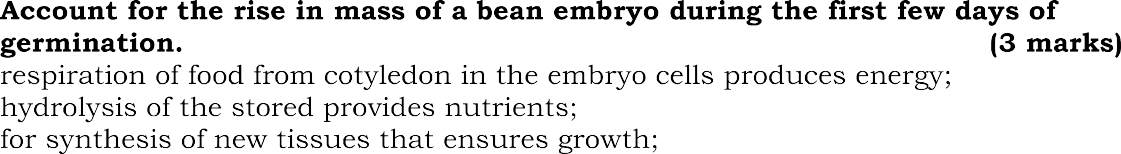 Account for the rise in mass of a bean embryo during the first few days of
germination. (3 marks)
respiration of food from cotyledon in the embryo cells produces energy;
hydrolysis of the stored provides nutrients;
for synthesis of new tissues that ensures growth;